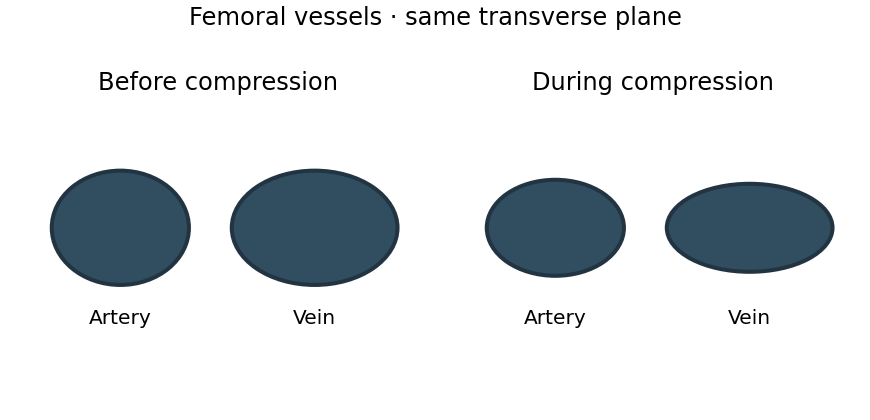 Femoral vessels · same transverse plane
Before compression
During compression
Artery
Vein
Artery
Vein